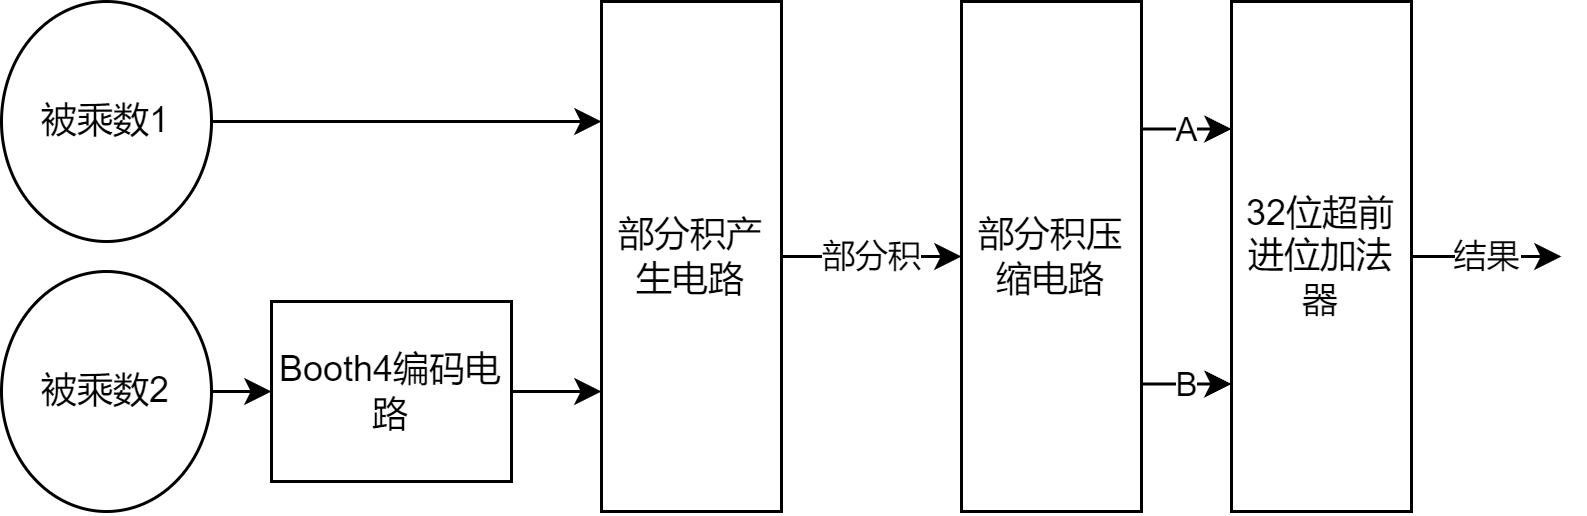 被乘数1
被乘数2
Booth4编码电
路
部分积产
生电路
部分积
部分积压
缩电路
A
B
32位超前
进位加法
器
结果